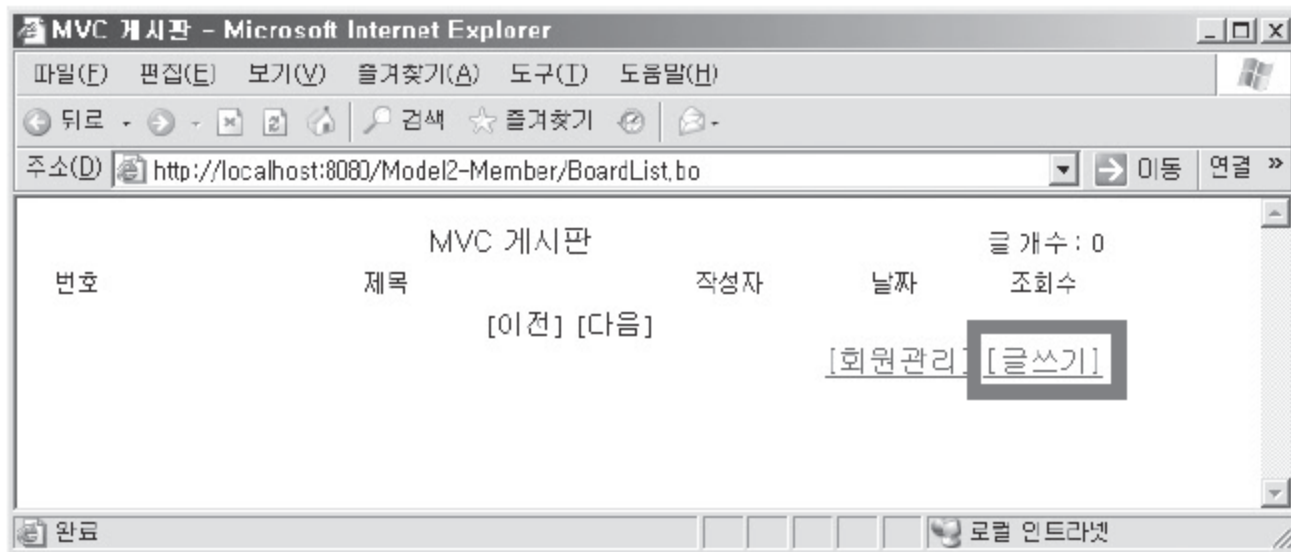 MVC 게시판 - Microsoft Internet Explorer
파일(F) 편집(E) 보기(V) 즐겨찾기(A) 도구(T) 도움말(H)
뒤로 검색 즐겨찾기
주소(D) http://localhost:8080/Model2-Member/BoardList.bo 이동 연결 »
MVC 게시판 글 개수 : 0
번호 제목 작성자 날짜 조회수
[이전] [다음]
[회원관리] [글쓰기]
완료 로컬 인트라넷